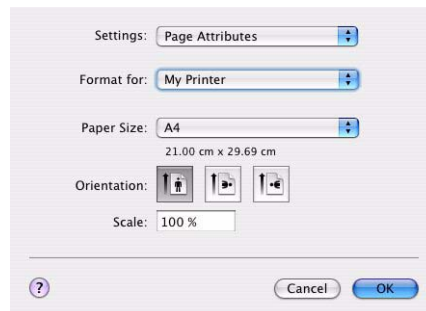 Settings: Page Attributes
Format for: My Printer
Paper Size: A4
21.00 cm x 29.69 cm
Orientation:
Scale: 100 %
? Cancel OK